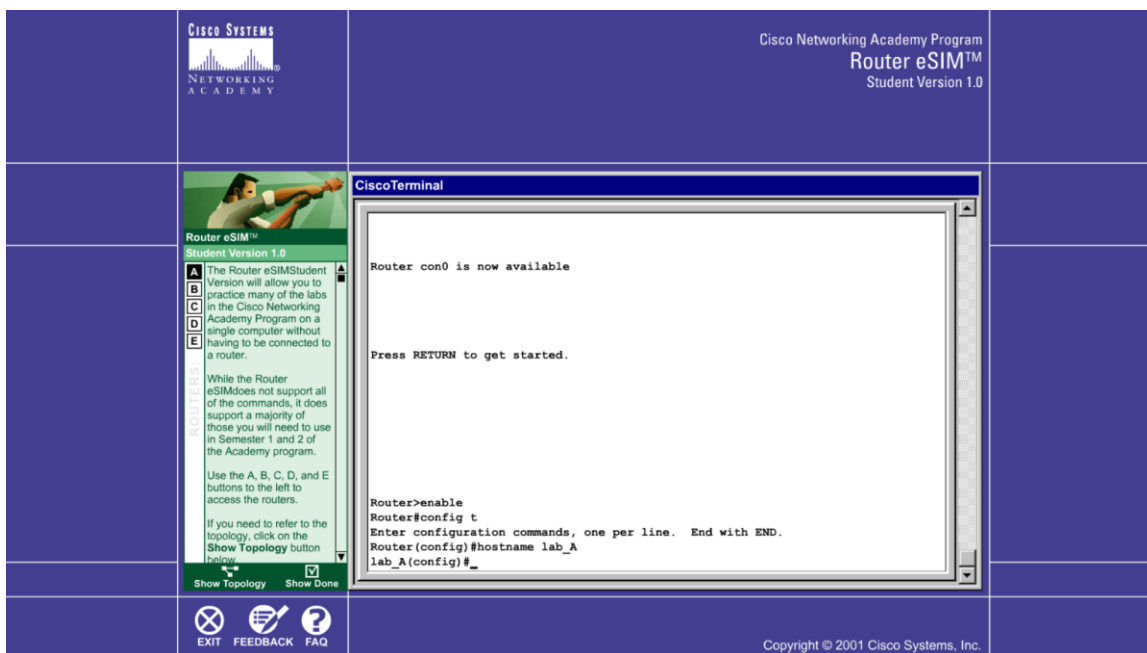 CISCO SYSTEMS
NETWORKING
ACADEMY
Cisco Networking Academy Program
Router eSIM™
Student Version 1.0
Router eSIM™
Student Version 1.0
A
B
C
D
E
ROUTERS:
The Router eSIMStudent
Version will allow you to
practice many of the labs
in the Cisco Networking
Academy Program on a
single computer without
having to be connected to
a router.
While the Router
eSIMdoes not support all
of the commands, it does
support a majority of
those you will need to use
in Semester 1 and 2 of
the Academy program.
Use the A, B, C, D, and E
buttons to the left to
access the routers.
If you need to refer to the
topology, click on the
Show Topology button
below
Show Topology
Show Done
CiscoTerminal
Router con0 is now available
Press RETURN to get started.
Router>enable
Router#config t
Enter configuration commands, one per line.  End with END.
Router(config)#hostname lab_A
lab_A(config)#_
EXIT
FEEDBACK
FAQ
Copyright © 2001 Cisco Systems, Inc.